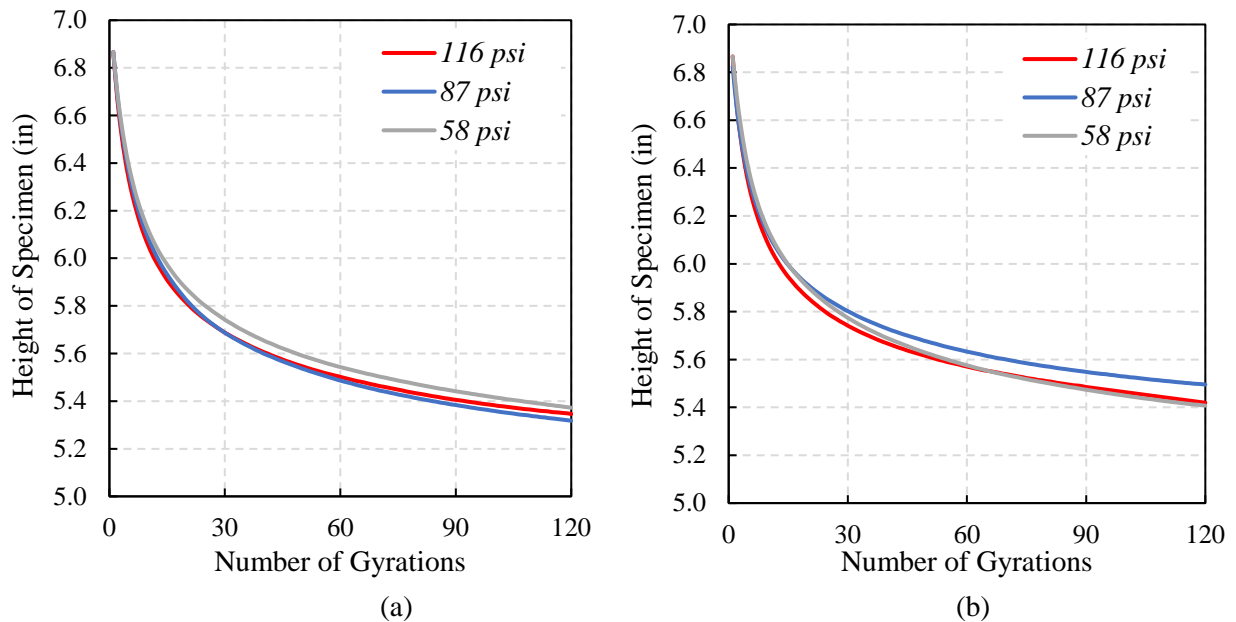 7.0
6.8
6.6
6.4
6.2
6.0
5.8
5.6
5.4
5.2
5.0
Height of Specimen (in)
116 psi
87 psi
58 psi
0 30 60 90 120
Number of Gyrations
(a)
7.0
6.8
6.6
6.4
6.2
6.0
5.8
5.6
5.4
5.2
5.0
Height of Specimen (in)
116 psi
87 psi
58 psi
0 30 60 90 120
Number of Gyrations
(b)